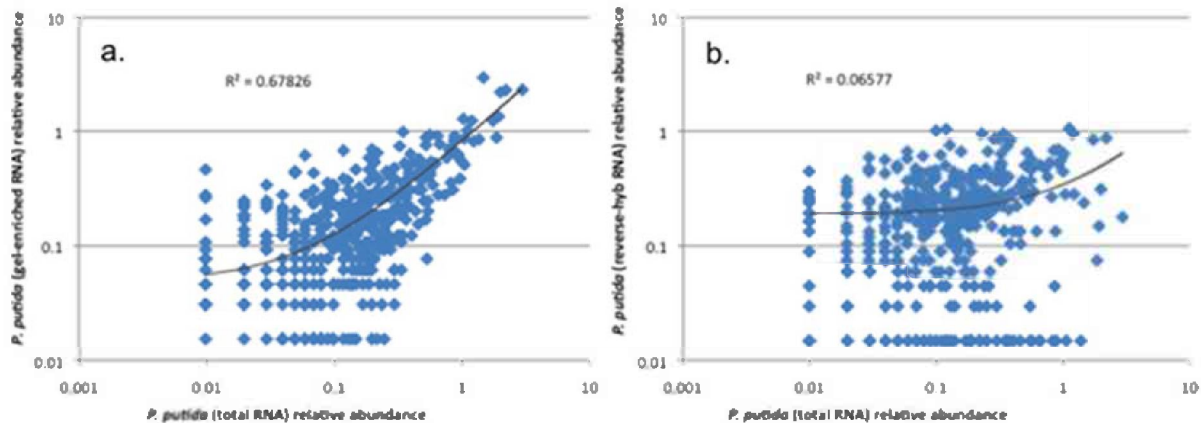 P. putida (gel-enriched RNA) relative abundance
10
1
0.1
0.01
a.
R² = 0.67826
0.001 0.01 0.1 1 10
P. putida (total RNA) relative abundance
P. putida (reverse-hyb RNA) relative abundance
10
1
0.1
0.01
b.
R² = 0.06577
0.001 0.01 0.1 1 10
P. putida (total RNA) relative abundance